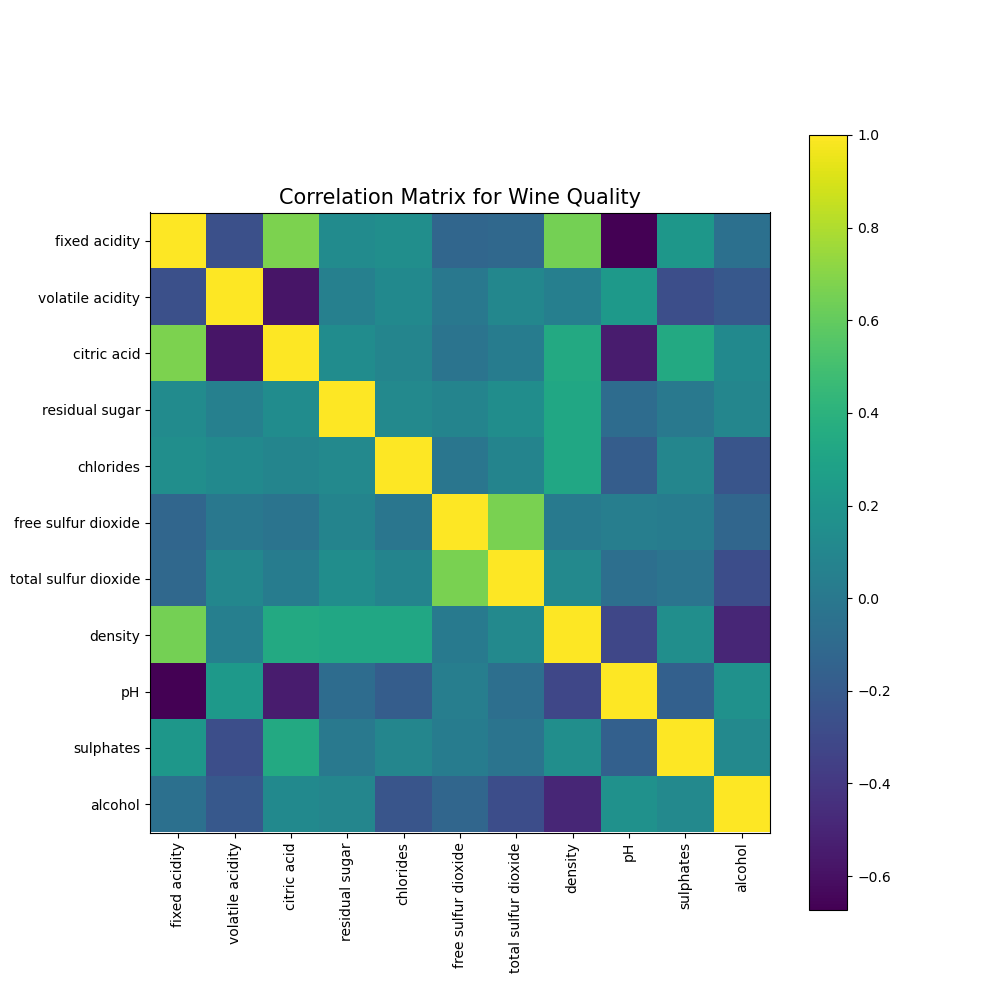 Correlation Matrix for Wine Quality
fixed acidity
volatile acidity
citric acid
residual sugar
chlorides
free sulfur dioxide
total sulfur dioxide
density
pH
sulphates
alcohol
fixed acidity
volatile acidity
citric acid
residual sugar
chlorides
free sulfur dioxide
total sulfur dioxide
density
pH
sulphates
alcohol
1.0
0.8
0.6
0.4
0.2
0.0
−0.2
−0.4
−0.6